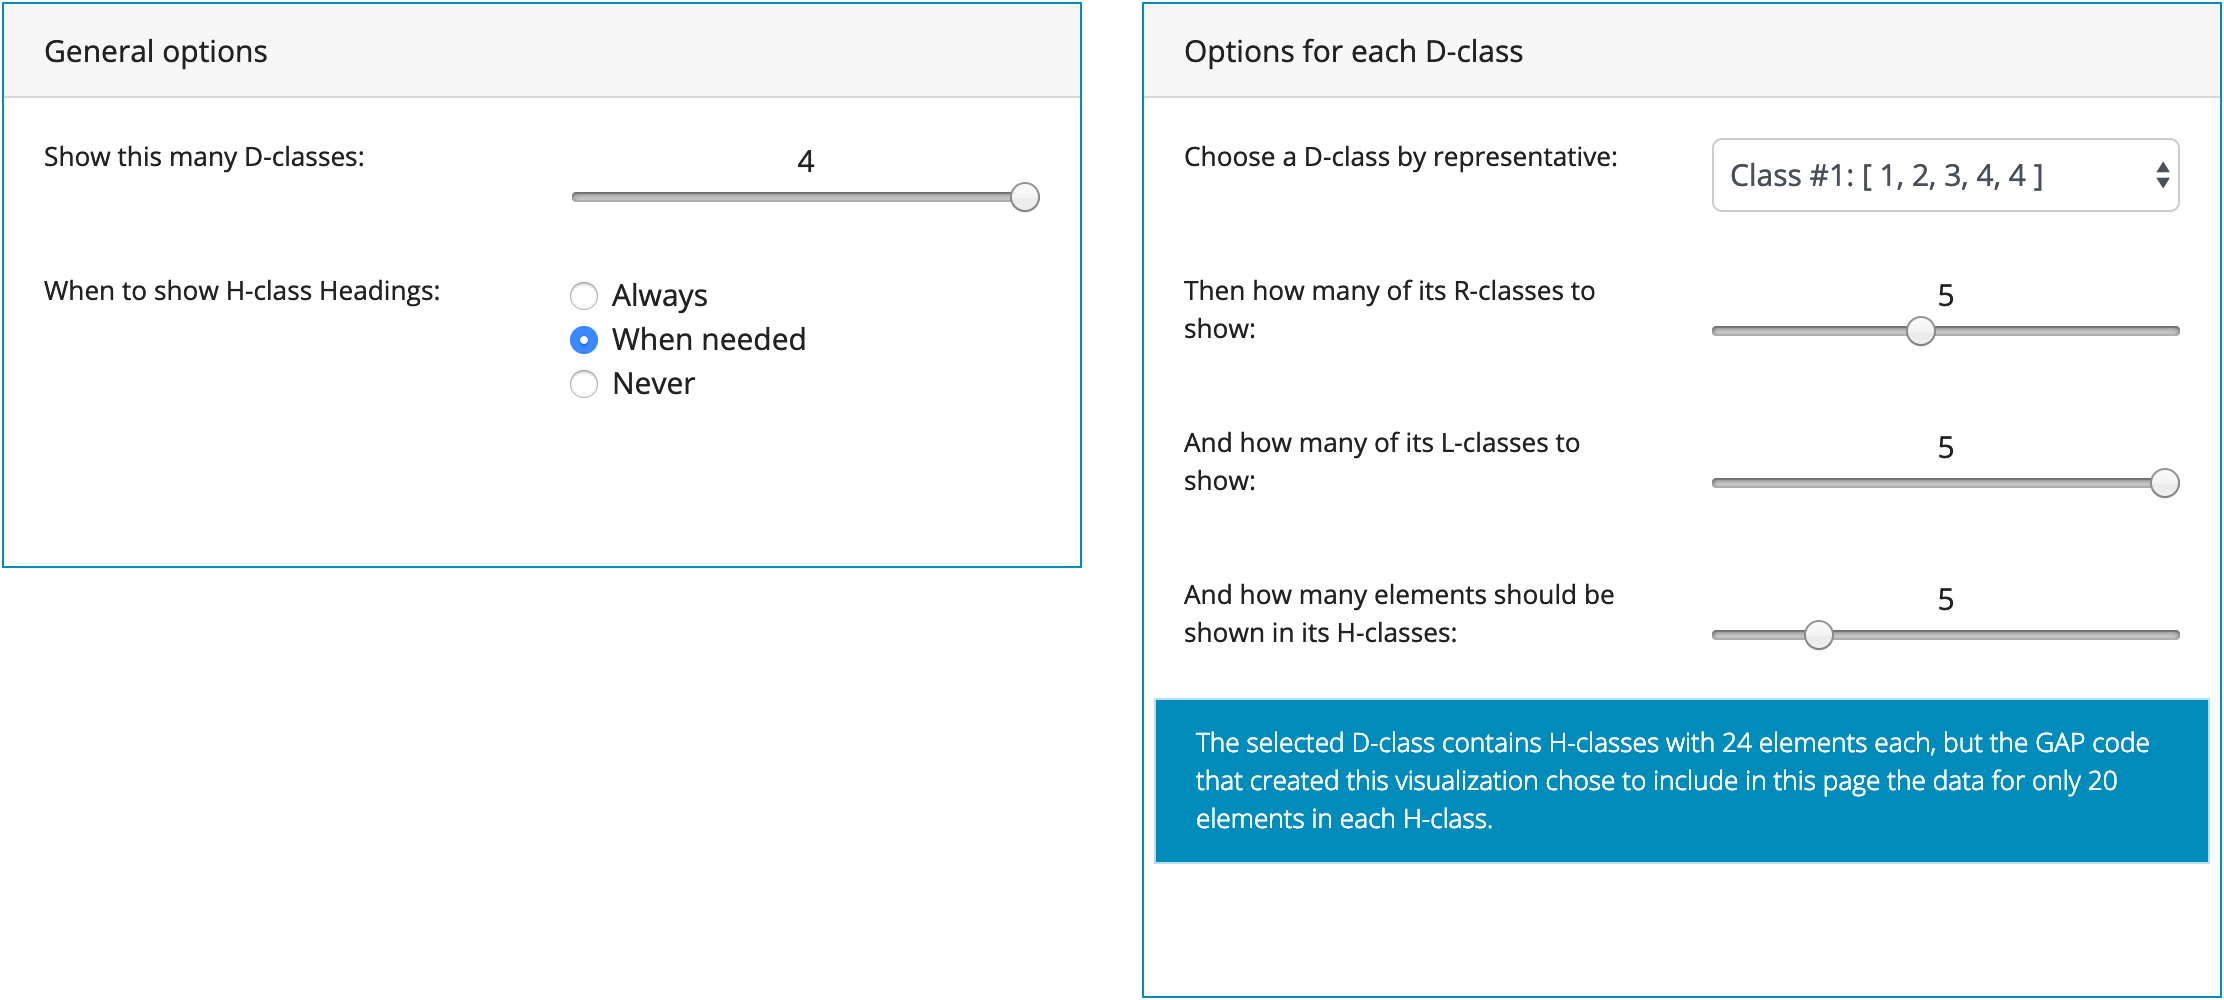 General options
Show this many D-classes:
4
When to show H-class Headings:
Always
When needed
Never
Options for each D-class
Choose a D-class by representative:
Class #1: [ 1, 2, 3, 4, 4 ]
Then how many of its R-classes to
show:
5
And how many of its L-classes to
show:
5
And how many elements should be
shown in its H-classes:
5
The selected D-class contains H-classes with 24 elements each, but the GAP code
that created this visualization chose to include in this page the data for only 20
elements in each H-class.